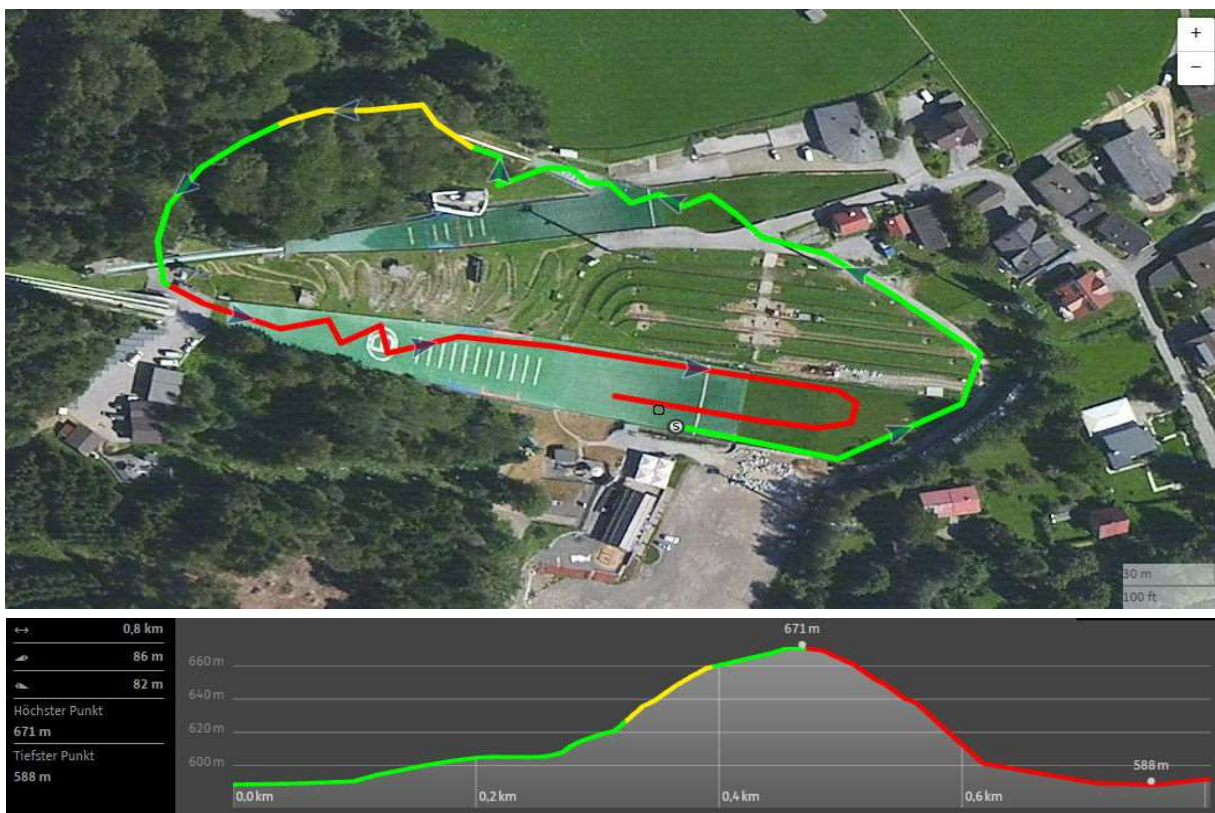 +
−
S
30 m
100 ft
↔ 0,8 km
86 m
82 m
Höchster Punkt
671 m
Tiefster Punkt
588 m
671 m
660 m
640 m
620 m
600 m
588 m
0,0 km
0,2 km
0,4 km
0,6 km